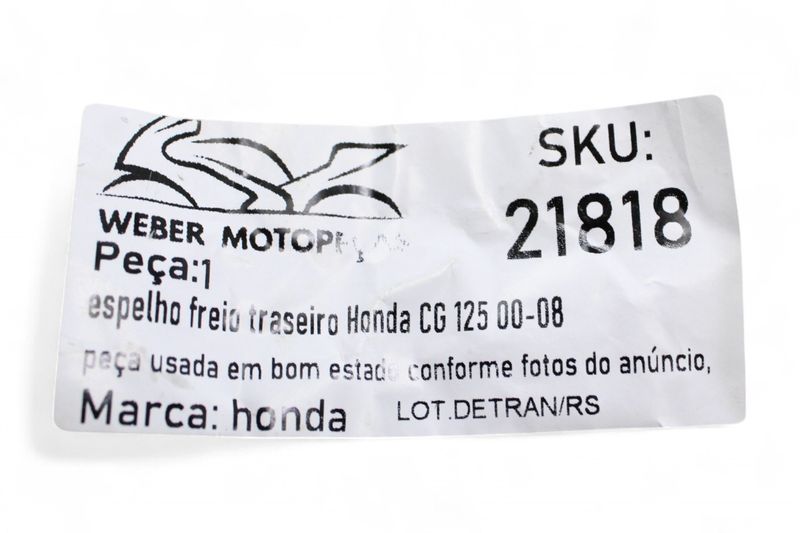 WEBER MOTOPEÇAS
SKU:
21818
Peça:1
espelho freio traseiro Honda CG 125 00-08
peça usada em bom estado conforme fotos do anúncio,
Marca: honda
LOT.DETRAN/RS